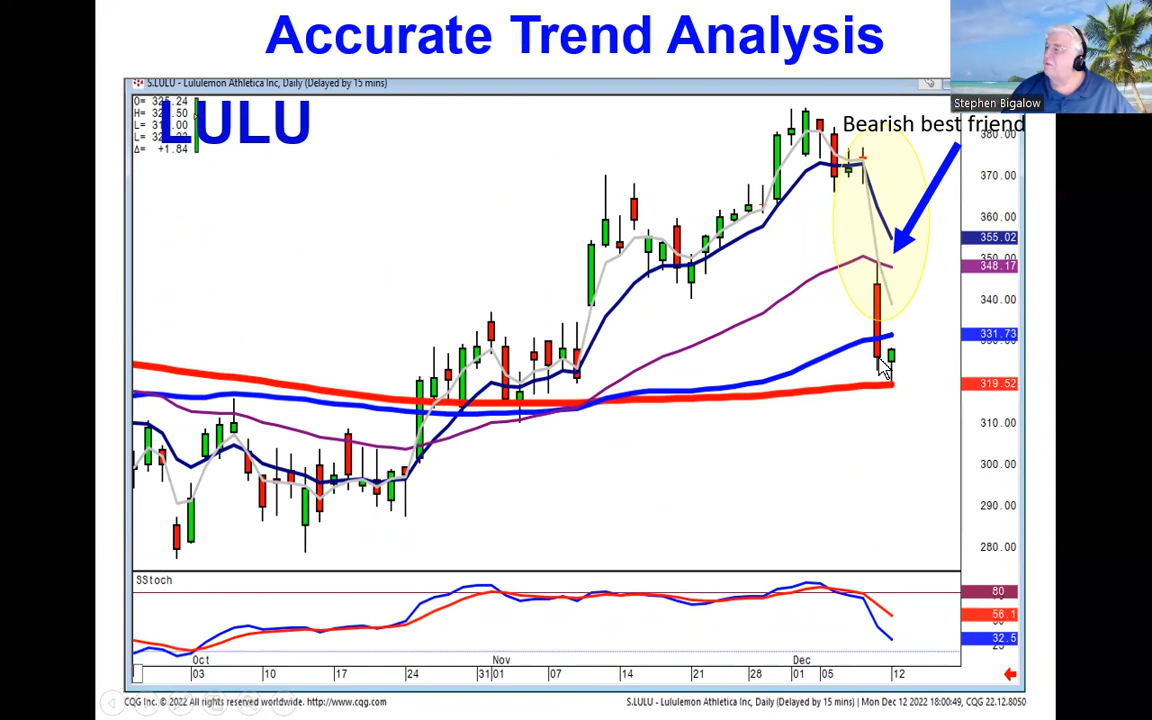 Accurate Trend Analysis
Stephen Bigalow
S.LULU - Lululemon Athletica Inc, Daily (Delayed by 15 mins)
LULU
Δ= +1.84
Bearish best friend
380.00
370.00
360.00
355.02
350.00
348.17
340.00
331.73
319.52
310.00
300.00
290.00
280.00
SStoch
80
56.1
32.5
25
Oct Nov Dec
03 10 17 24 31 01 07 14 21 28 01 05 12
CQG Inc. © 2022 All rights reserved worldwide. http://www.cqg.com
S.LULU - Lululemon Athletica Inc, Daily (Delayed by 15 mins) | Mon Dec 12 2022 18:00:49, CQG 22.12.8050